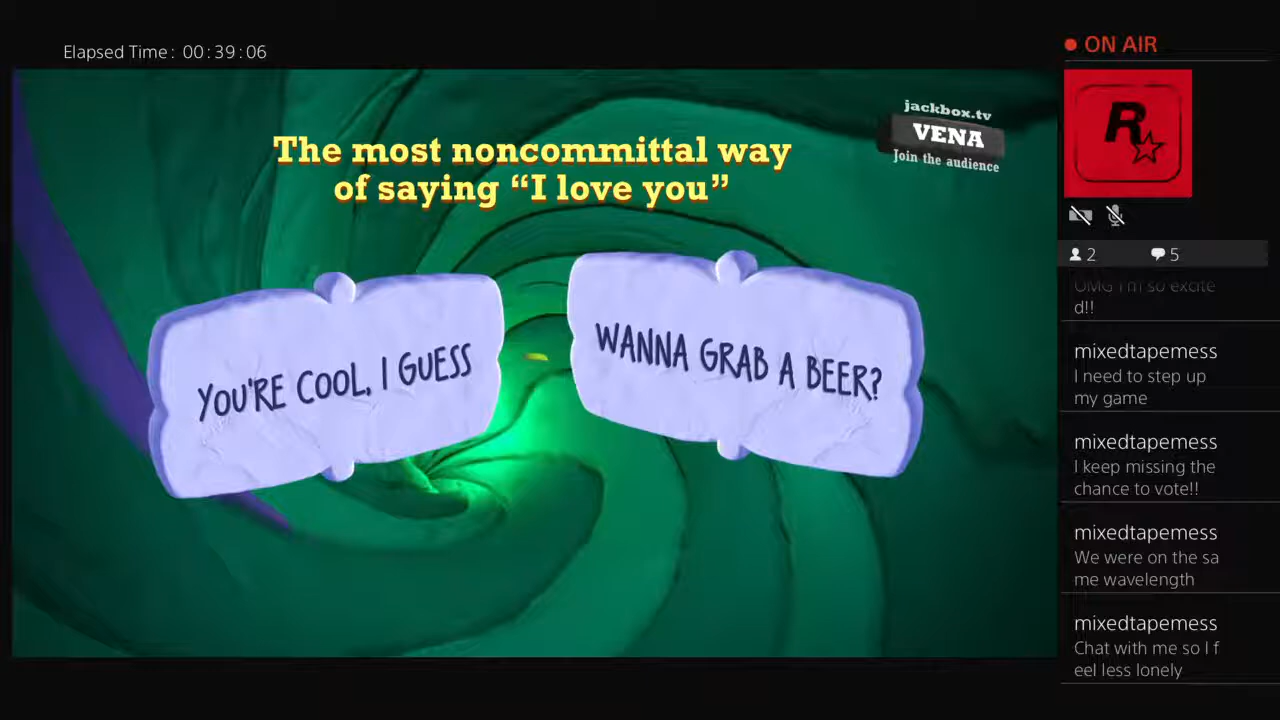 Elapsed Time: 00:39:06
ON AIR
jackbox.tv
VENA
Join the audience
The most noncommittal way
of saying “I love you”
YOU'RE COOL, I GUESS
WANNA GRAB A BEER?
R
2
5
OMG I'm so excite
d!!
mixedtapemess
I need to step up
my game
mixedtapemess
I keep missing the
chance to vote!!
mixedtapemess
We were on the sa
me wavelength
mixedtapemess
Chat with me so I f
eel less lonely